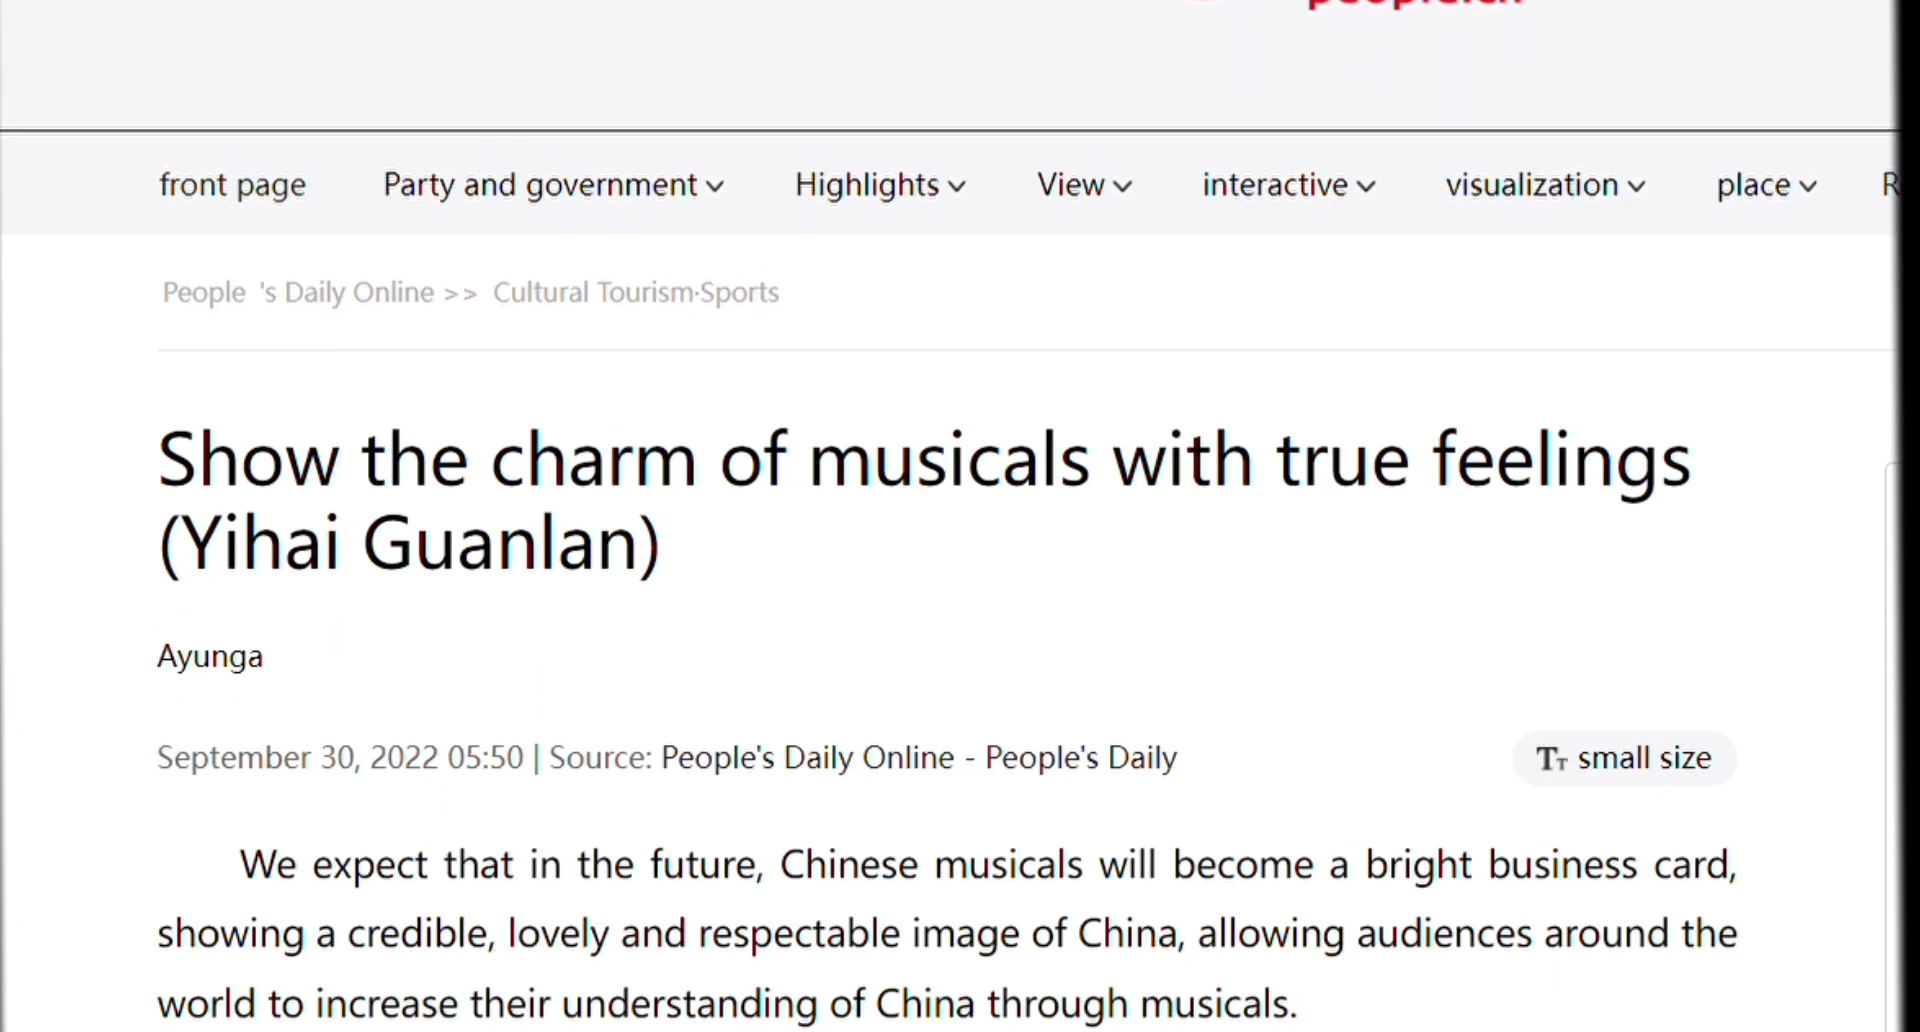 front page Party and government Highlights View interactive visualization place
People 's Daily Online >> Cultural Tourism·Sports
Show the charm of musicals with true feelings
(Yihai Guanlan)
Ayunga
September 30, 2022 05:50 | Source: People's Daily Online - People's Daily Tт small size
We expect that in the future, Chinese musicals will become a bright business card,
showing a credible, lovely and respectable image of China, allowing audiences around the
world to increase their understanding of China through musicals.